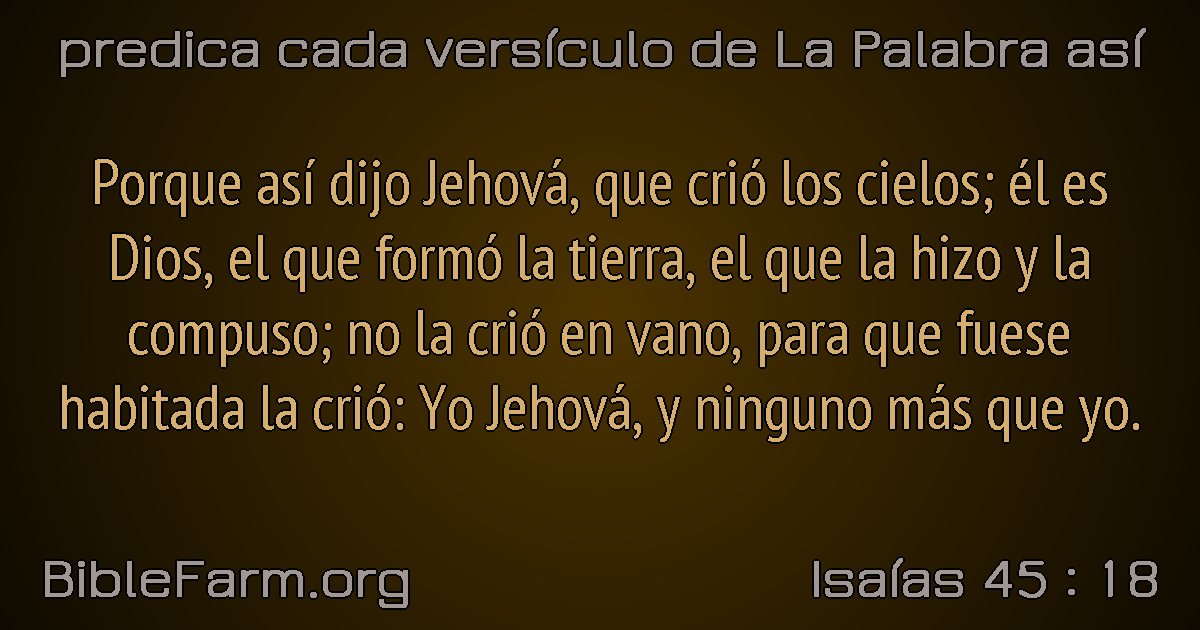 predica cada versículo de La Palabra así
Porque así dijo Jehová, que crió los cielos; él es
Dios, el que formó la tierra, el que la hizo y la
compuso; no la crió en vano, para que fuese
habitada la crió: Yo Jehová, y ninguno más que yo.
BibleFarm.org
Isaías 45 : 18